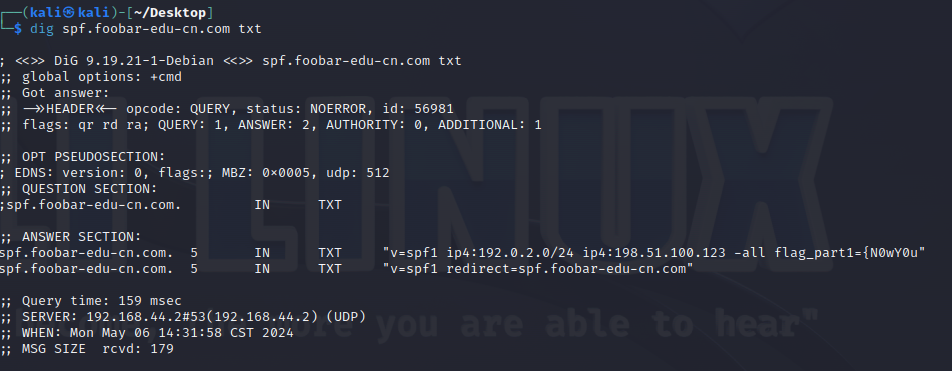 ┌──(kali㉿kali)-[~/Desktop]
└─$ dig spf.foobar-edu-cn.com txt
; <<>> DiG 9.19.21-1-Debian <<>> spf.foobar-edu-cn.com txt
;; global options: +cmd
;; Got answer:
;; ->>HEADER<<- opcode: QUERY, status: NOERROR, id: 56981
;; flags: qr rd ra; QUERY: 1, ANSWER: 2, AUTHORITY: 0, ADDITIONAL: 1
;; OPT PSEUDOSECTION:
; EDNS: version: 0, flags:; MBZ: 0x0005, udp: 512
;; QUESTION SECTION:
;spf.foobar-edu-cn.com. IN TXT
;; ANSWER SECTION:
spf.foobar-edu-cn.com. 5 IN TXT "v=spf1 ip4:192.0.2.0/24 ip4:198.51.100.123 -all flag_part1={N0wY0u"
spf.foobar-edu-cn.com. 5 IN TXT "v=spf1 redirect=spf.foobar-edu-cn.com"
;; Query time: 159 msec
;; SERVER: 192.168.44.2#53(192.168.44.2) (UDP)
;; WHEN: Mon May 06 14:31:58 CST 2024
;; MSG SIZE rcvd: 179
LINUX
you are able to hear"